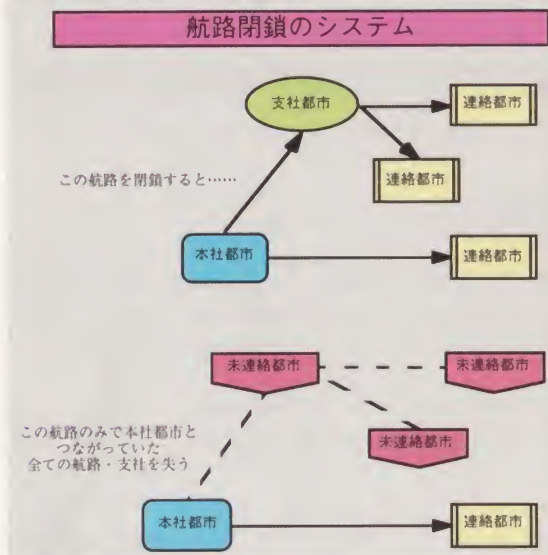 航路閉鎖のシステム
支社都市
連絡都市
連絡都市
この航路を閉鎖すると……
本社都市
連絡都市
未連絡都市
未連絡都市
未連絡都市
この航路のみで本社都市と
つながっていた
全ての航路・支社を失う
本社都市
連絡都市